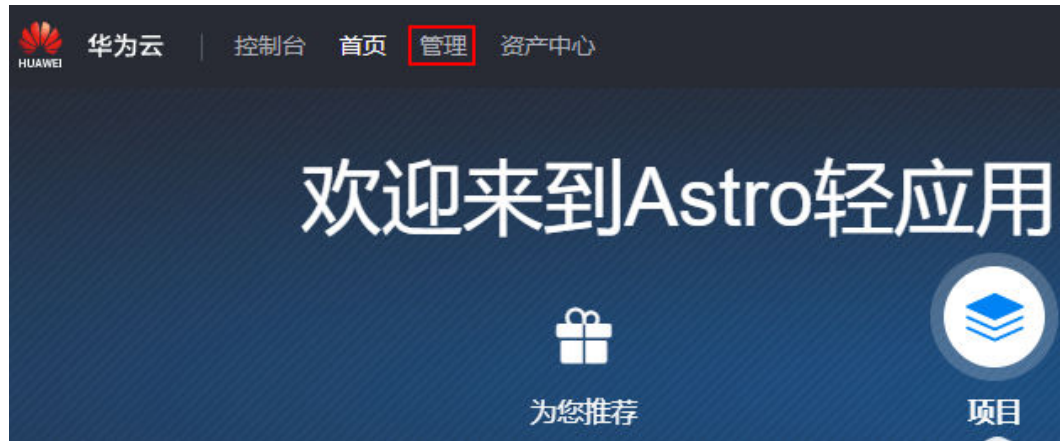 HUAWEI 华为云 | 控制台 首页 管理 资产中心
欢迎来到Astro轻应用
为您推荐 项目